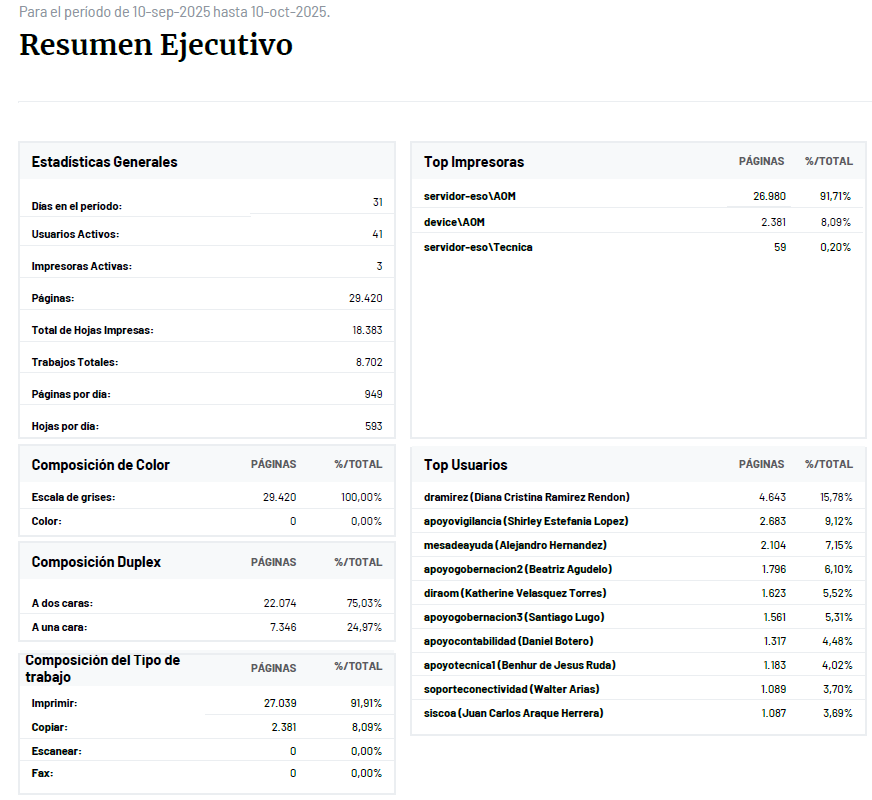 Para el periodo de 10-sep-2025 hasta 10-oct-2025.
Resumen Ejecutivo
Estadísticas Generales
Días en el período: 31
Usuarios Activos: 41
Impresoras Activas: 3
Páginas: 29.420
Total de Hojas Impresas: 18.383
Trabajos Totales: 8.702
Páginas por día: 949
Hojas por día: 593
Top Impresoras PÁGINAS %/TOTAL
servidor-eso\AOM 26.980 91,71%
device\AOM 2.381 8,09%
servidor-eso\Tecnica 59 0,20%
Composición de Color PÁGINAS %/TOTAL
Escala de grises: 29.420 100,00%
Color: 0 0,00%
Composición Duplex PÁGINAS %/TOTAL
A dos caras: 22.074 75,03%
A una cara: 7.346 24,97%
Composición del Tipo de
trabajo PÁGINAS %/TOTAL
Imprimir: 27.039 91,91%
Copiar: 2.381 8,09%
Escanear: 0 0,00%
Fax: 0 0,00%
Top Usuarios PÁGINAS %/TOTAL
dramirez (Diana Cristina Ramirez Rendon) 4.643 15,78%
apoyovigilancia (Shirley Estefania Lopez) 2.683 9,12%
mesadeayuda (Alejandro Hernandez) 2.104 7,15%
apoyogobernacion2 (Beatriz Agudelo) 1.796 6,10%
diraom (Katherine Velasquez Torres) 1.623 5,52%
apoyogobernacion3 (Santiago Lugo) 1.561 5,31%
apoyocontabilidad (Daniel Botero) 1.317 4,48%
apoyotecnica1 (Benhur de Jesus Ruda) 1.183 4,02%
soporteconectividad (Walter Arias) 1.089 3,70%
siscoa (Juan Carlos Araque Herrera) 1.087 3,69%